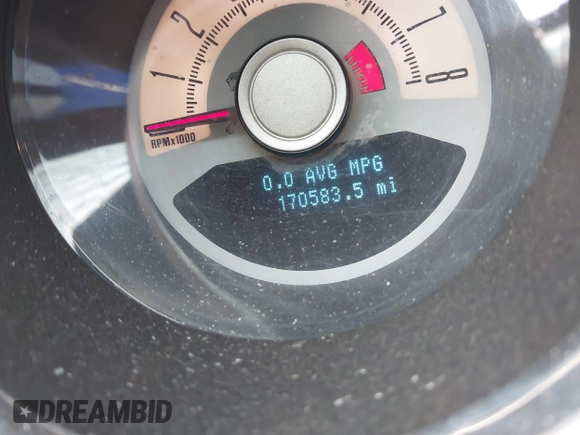 1 2 7 8
RPMx1000
0.0 AVG MPG
170583.5 mi
DREAMBID